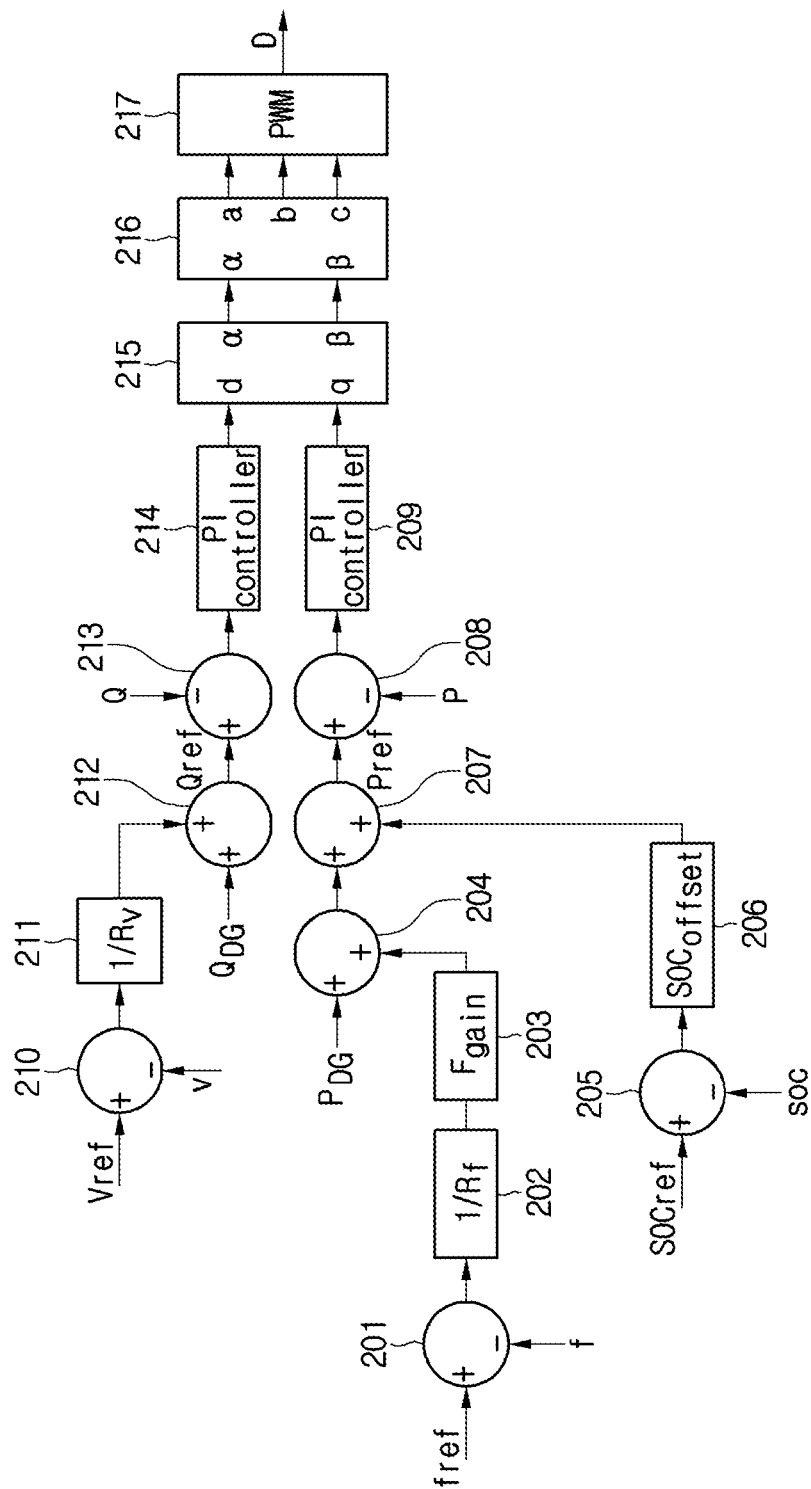 Vref
+
−
v
210
1/Rv
211
QDG
+
+
212
Qref
Q
−
+
213
PI
controller
214
d
α
q
β
215
α
a
b
β
c
216
PWM
217
D
fref
+
−
f
201
1/Rf
202
Fgain
203
PDG
+
+
204
+
+
207
Pref
+
−
P
208
PI
controller
209
SOCref
+
−
soc
205
SOCoffset
206